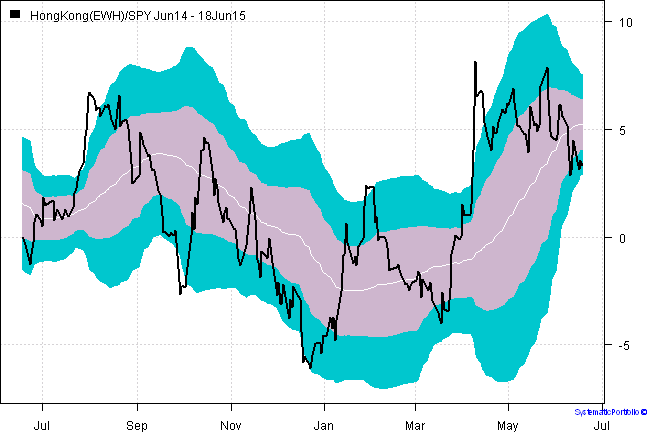 HongKong(EWH)/SPY Jun14 - 18Jun15
10
5
0
-5
Jul Sep Nov Jan Mar May Jul
SystematicPortfolio ©